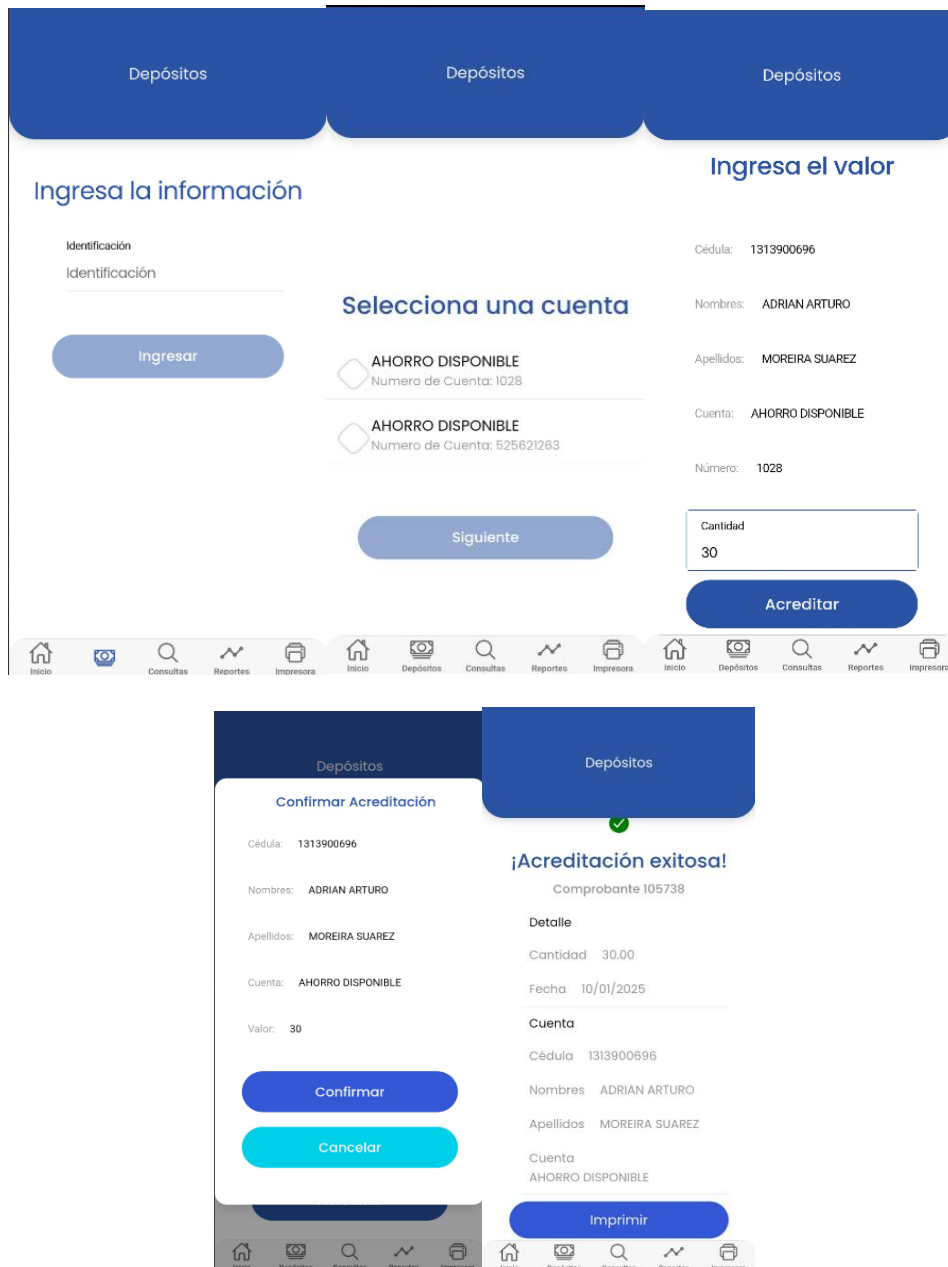 Depósitos
Ingresa la información
Identificación
Identificación
Ingresar
Inicio
Consultas
Reportes
Impresora
Depósitos
Selecciona una cuenta
AHORRO DISPONIBLE
Numero de Cuenta: 1028
AHORRO DISPONIBLE
Numero de Cuenta: 525621263
Siguiente
Inicio
Depósitos
Consultas
Reportes
Impresora
Depósitos
Ingresa el valor
Cédula: 1313900696
Nombres: ADRIAN ARTURO
Apellidos: MOREIRA SUAREZ
Cuenta: AHORRO DISPONIBLE
Número: 1028
Cantidad
30
Acreditar
Inicio
Depósitos
Consultas
Reportes
Impresora
Depósitos
Confirmar Acreditación
Cédula: 1313900696
Nombres: ADRIAN ARTURO
Apellidos: MOREIRA SUAREZ
Cuenta: AHORRO DISPONIBLE
Valor: 30
Confirmar
Cancelar
Depósitos
¡Acreditación exitosa!
Comprobante 105738
Detalle
Cantidad 30.00
Fecha 10/01/2025
Cuenta
Cédula 1313900696
Nombres ADRIAN ARTURO
Apellidos MOREIRA SUAREZ
Cuenta
AHORRO DISPONIBLE
Imprimir